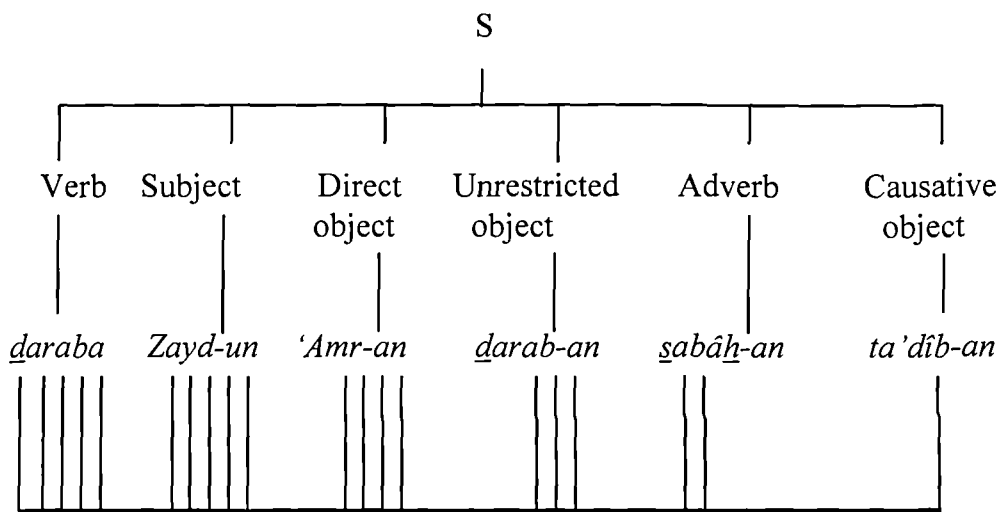 S
Verb Subject Direct Unrestricted Adverb Causative
object object object
ḏaraba Zayd-un ‘Amr-an ḏarab-an s̱abâẖ-an ta’dîb-an